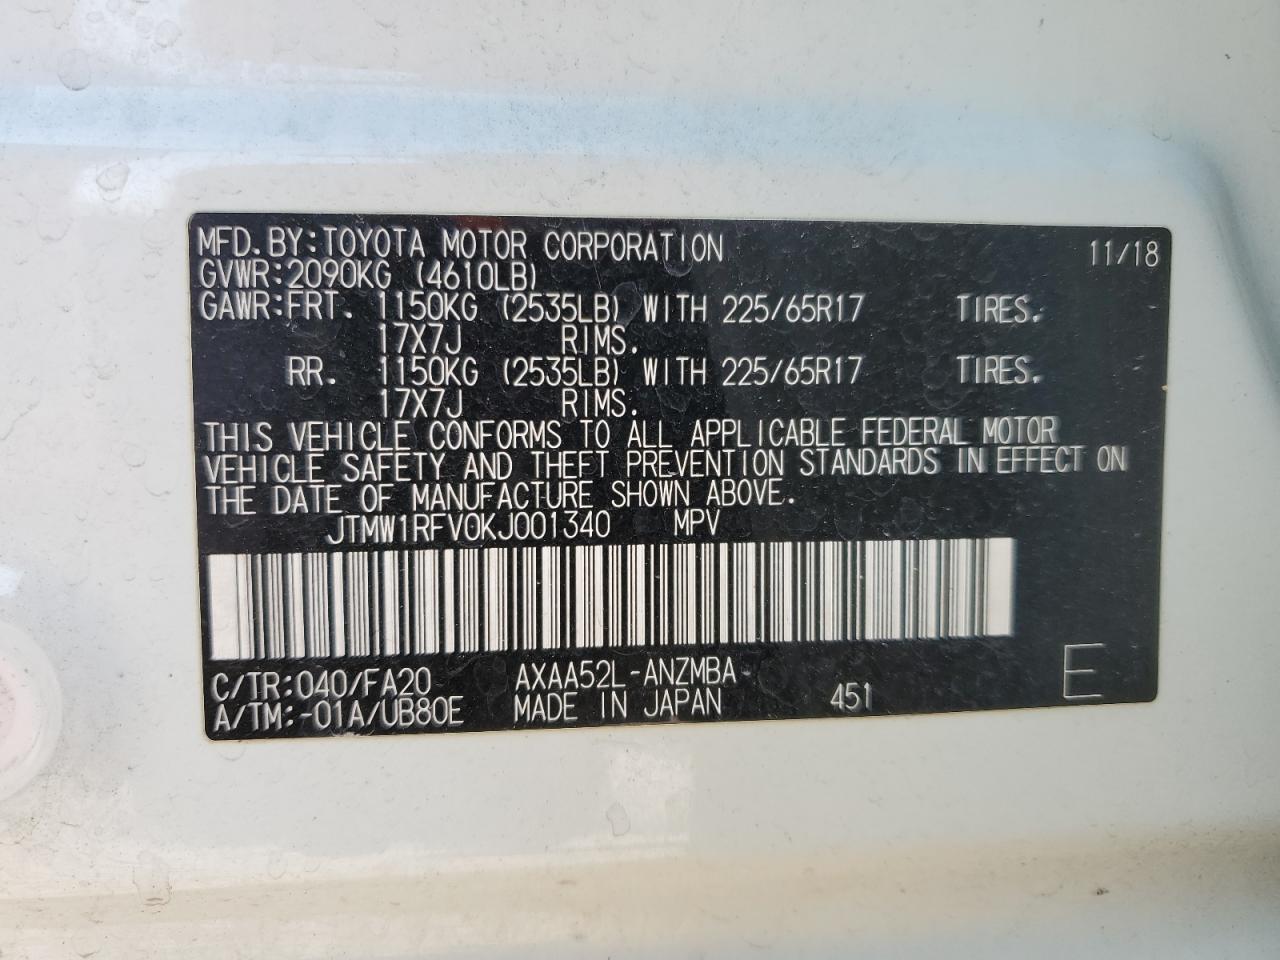 MFD.BY:TOYOTA MOTOR CORPORATION 11/18
GVWR:2090KG (4610LB)
GAWR:FRT. 1150KG (2535LB) WITH 225/65R17 TIRES.
17X7J RIMS.
RR. 1150KG (2535LB) WITH 225/65R17 TIRES.
17X7J RIMS.
THIS VEHICLE CONFORMS TO ALL APPLICABLE FEDERAL MOTOR
VEHICLE SAFETY AND THEFT PREVENTION STANDARDS IN EFFECT ON
THE DATE OF MANUFACTURE SHOWN ABOVE.
JTMW1RFV0KJ001340 MPV
C/TR:040/FA20 AXAA52L-ANZMBA
A/TM:-01A/UB80E MADE IN JAPAN 451 E